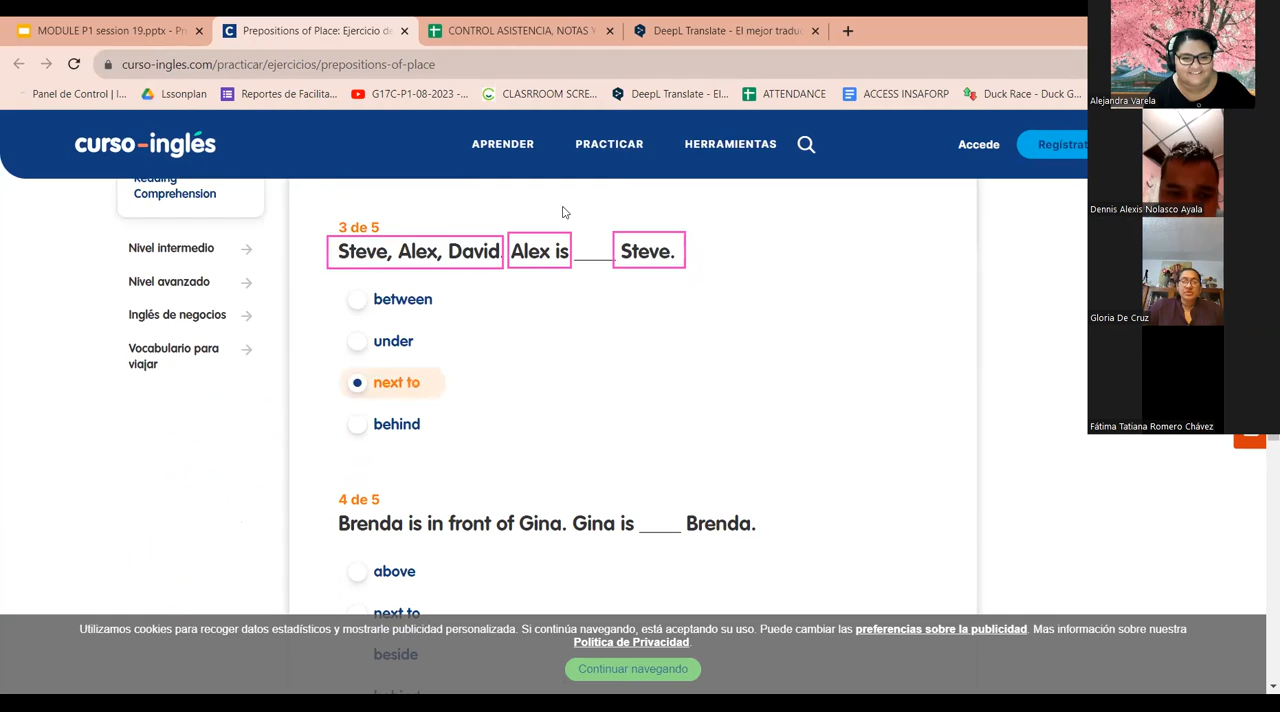 MODULE P1 session 19.pptx - Pr
Prepositions of Place: Ejercicio de
CONTROL ASISTENCIA, NOTAS Y
DeepL Translate - El mejor tradu
curso-ingles.com/practicar/ejercicios/prepositions-of-place
Panel de Control | I...
Lssonplan
Reportes de Facilita...
G17C-P1-08-2023 -...
CLASSROOM SCRE...
DeepL Translate - El...
ATTENDANCE
ACCESS INSAFORP
Duck Race - Duck G...
curso-inglés
APRENDER
PRACTICAR
HERRAMIENTAS
Accede
Regístrat
Reading
Comprehension
Nivel intermedio
Nivel avanzado
Inglés de negocios
Vocabulario para
viajar
3 de 5
Steve, Alex, David. Alex is ____ Steve.
between
under
next to
behind
4 de 5
Brenda is in front of Gina. Gina is ____ Brenda.
above
next to
beside
behind
Utilizamos cookies para recoger datos estadísticos y mostrarle publicidad personalizada. Si continúa navegando, está aceptando su uso. Puede cambiar las preferencias sobre la publicidad. Mas información sobre nuestra
Política de Privacidad.
Continuar navegando
Alejandra Varela
Dennis Alexis Nolasco Ayala
Gloria De Cruz
Fátima Tatiana Romero Chávez